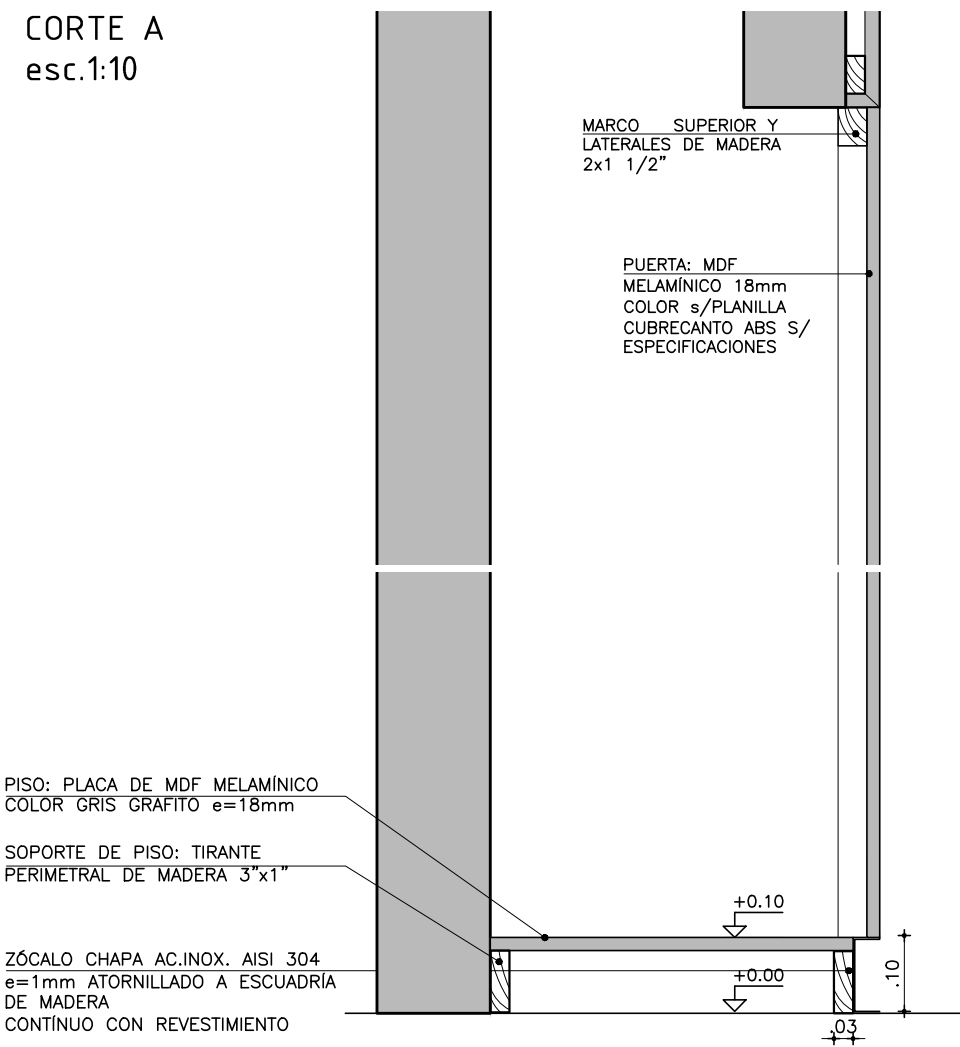 CORTE A
esc.1:10
MARCO SUPERIOR Y
LATERALES DE MADERA
2x1 1/2”
PUERTA: MDF
MELAMÍNICO 18mm
COLOR s/PLANILLA
CUBRECANTO ABS S/
ESPECIFICACIONES
PISO: PLACA DE MDF MELAMÍNICO
COLOR GRIS GRAFITO e=18mm
SOPORTE DE PISO: TIRANTE
PERIMETRAL DE MADERA 3”x1”
ZÓCALO CHAPA AC.INOX. AISI 304
e=1mm ATORNILLADO A ESCUADRÍA
DE MADERA
CONTÍNUO CON REVESTIMIENTO
+0.10
+0.00
.10
.03